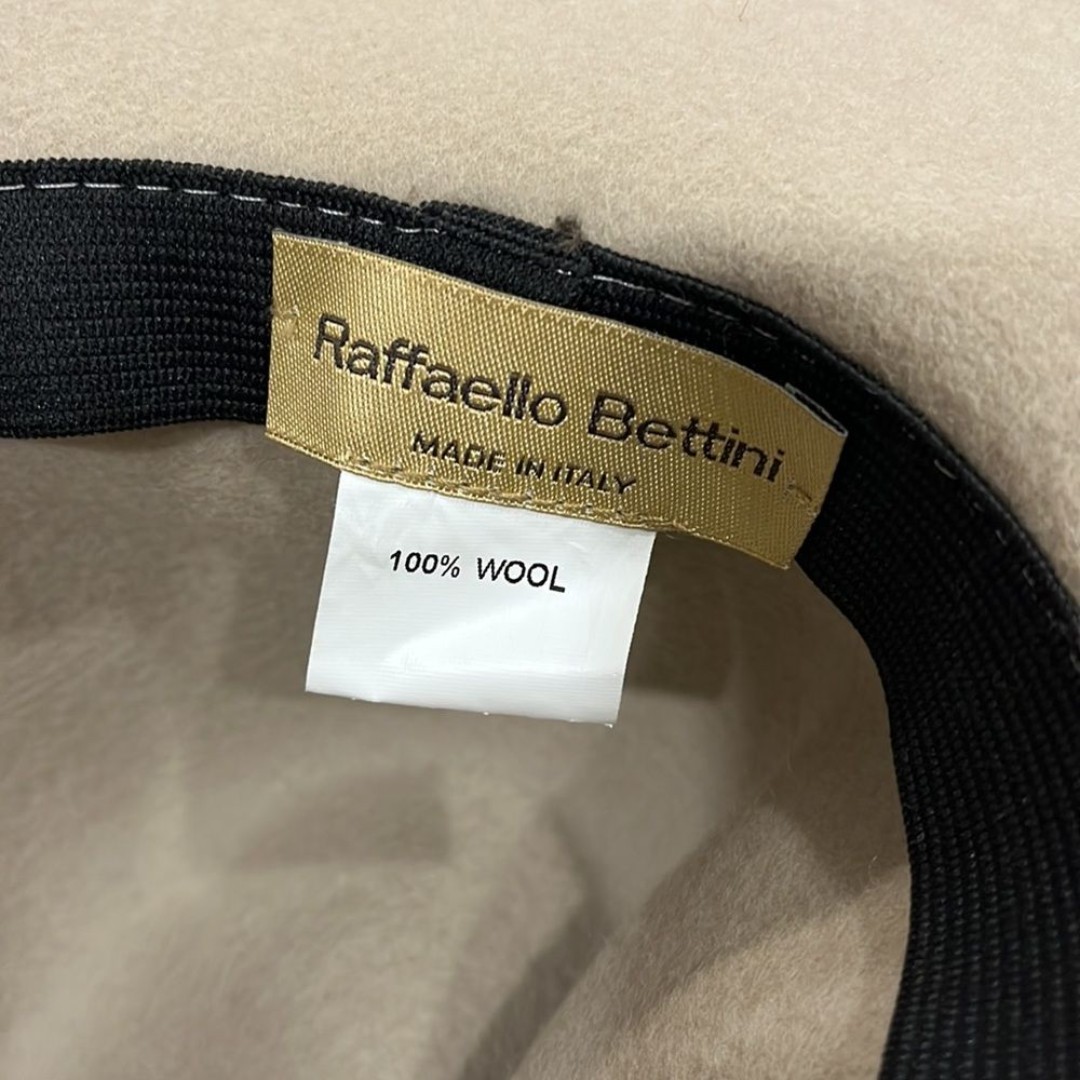 Raffaello Bettini
MADE IN ITALY
100% WOOL